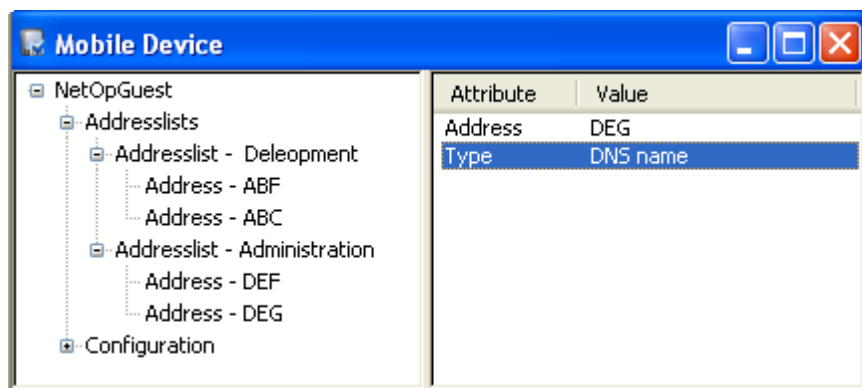 Mobile Device
NetOpGuest
Addresslists
Addresslist - Deleopment
Address - ABF
Address - ABC
Addresslist - Administration
Address - DEF
Address - DEG
Configuration
Attribute Value
Address DEG
Type DNS name